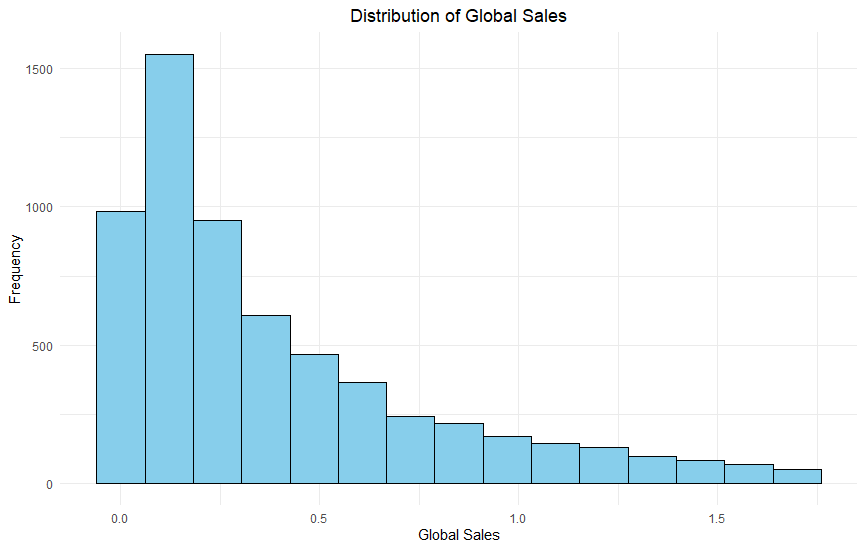 Distribution of Global Sales
1500
1000
500
0
Frequency
0.0 0.5 1.0 1.5
Global Sales